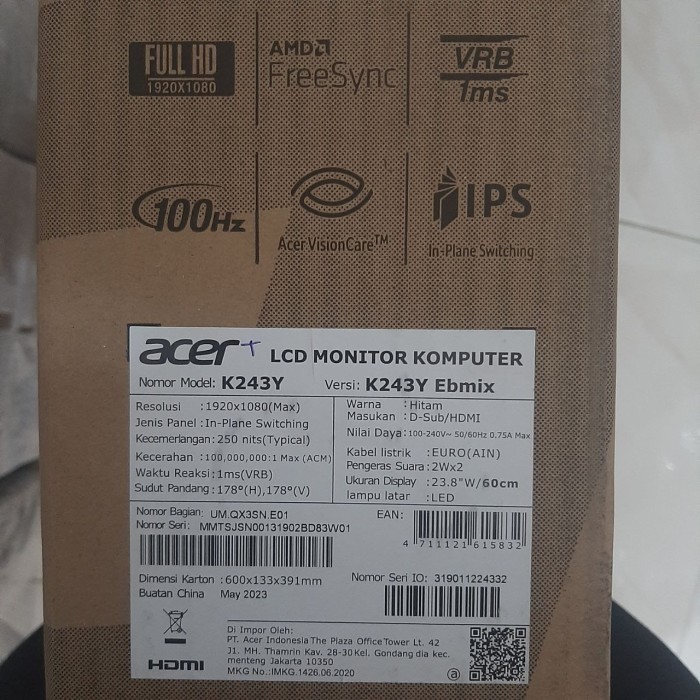 FULL HD
1920X1080
AMD
FreeSync
VRB
1ms
100Hz
Acer VisionCare™
IPS
In-Plane Switching
acer LCD MONITOR KOMPUTER
Nomor Model: K243Y Versi: K243Y Ebmix
Resolusi :1920x1080(Max)
Jenis Panel :In-Plane Switching
Kecemerlangan:250 nits(Typical)
Kecerahan :100,000,000:1 Max (ACM)
Waktu Reaksi:1ms(VRB)
Sudut Pandang:178°(H),178°(V)
Warna :Hitam
Masukan :D-Sub/HDMI
Nilai Daya:100-240V~ 50/60Hz 0.75A Max
Kabel listrik :EURO(AIN)
Pengeras Suara:2Wx2
Ukuran Display :23.8"W/60cm
lampu latar :LED
Nomor Bagian: UM.QX3SN.E01
Nomor Seri: MMTSJSN00131902BD83W01
EAN:
4 711121 615832
Dimensi Karton :600x133x391mm
Buatan China May 2023
Nomor Seri IO: 319011224332
HDMI
Di Impor Oleh:
PT. Acer Indonesia The Plaza Office Tower Lt. 42
J1. MH. Thamrin Kav. 28-30 Kel. Gondang dia kec.
menteng Jakarta 10350
MKG No.:IMKG.1426.06.2020
a